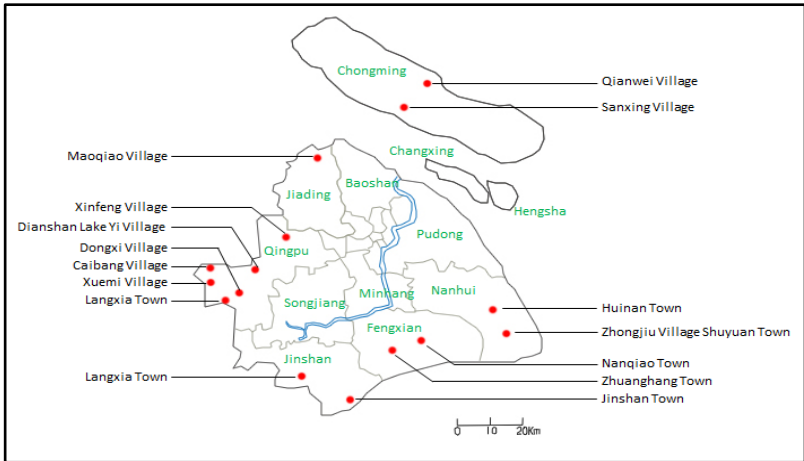 Chongming
Qianwei Village
Sanxing Village
Changxing
Maoqiao Village
Baoshan
Jiading
Hengsha
Xinfeng Village
Dianshan Lake Yi Village
Pudong
Dongxi Village
Qingpu
Caibang Village
Xuemi Village
Langxia Town
Songjiang
Minhang
Nanhui
Huinan Town
Fengxian
Zhongjiu Village Shuyuan Town
Jinshan
Nanqiao Town
Langxia Town
Zhuanghang Town
Jinshan Town
0 10 20Km